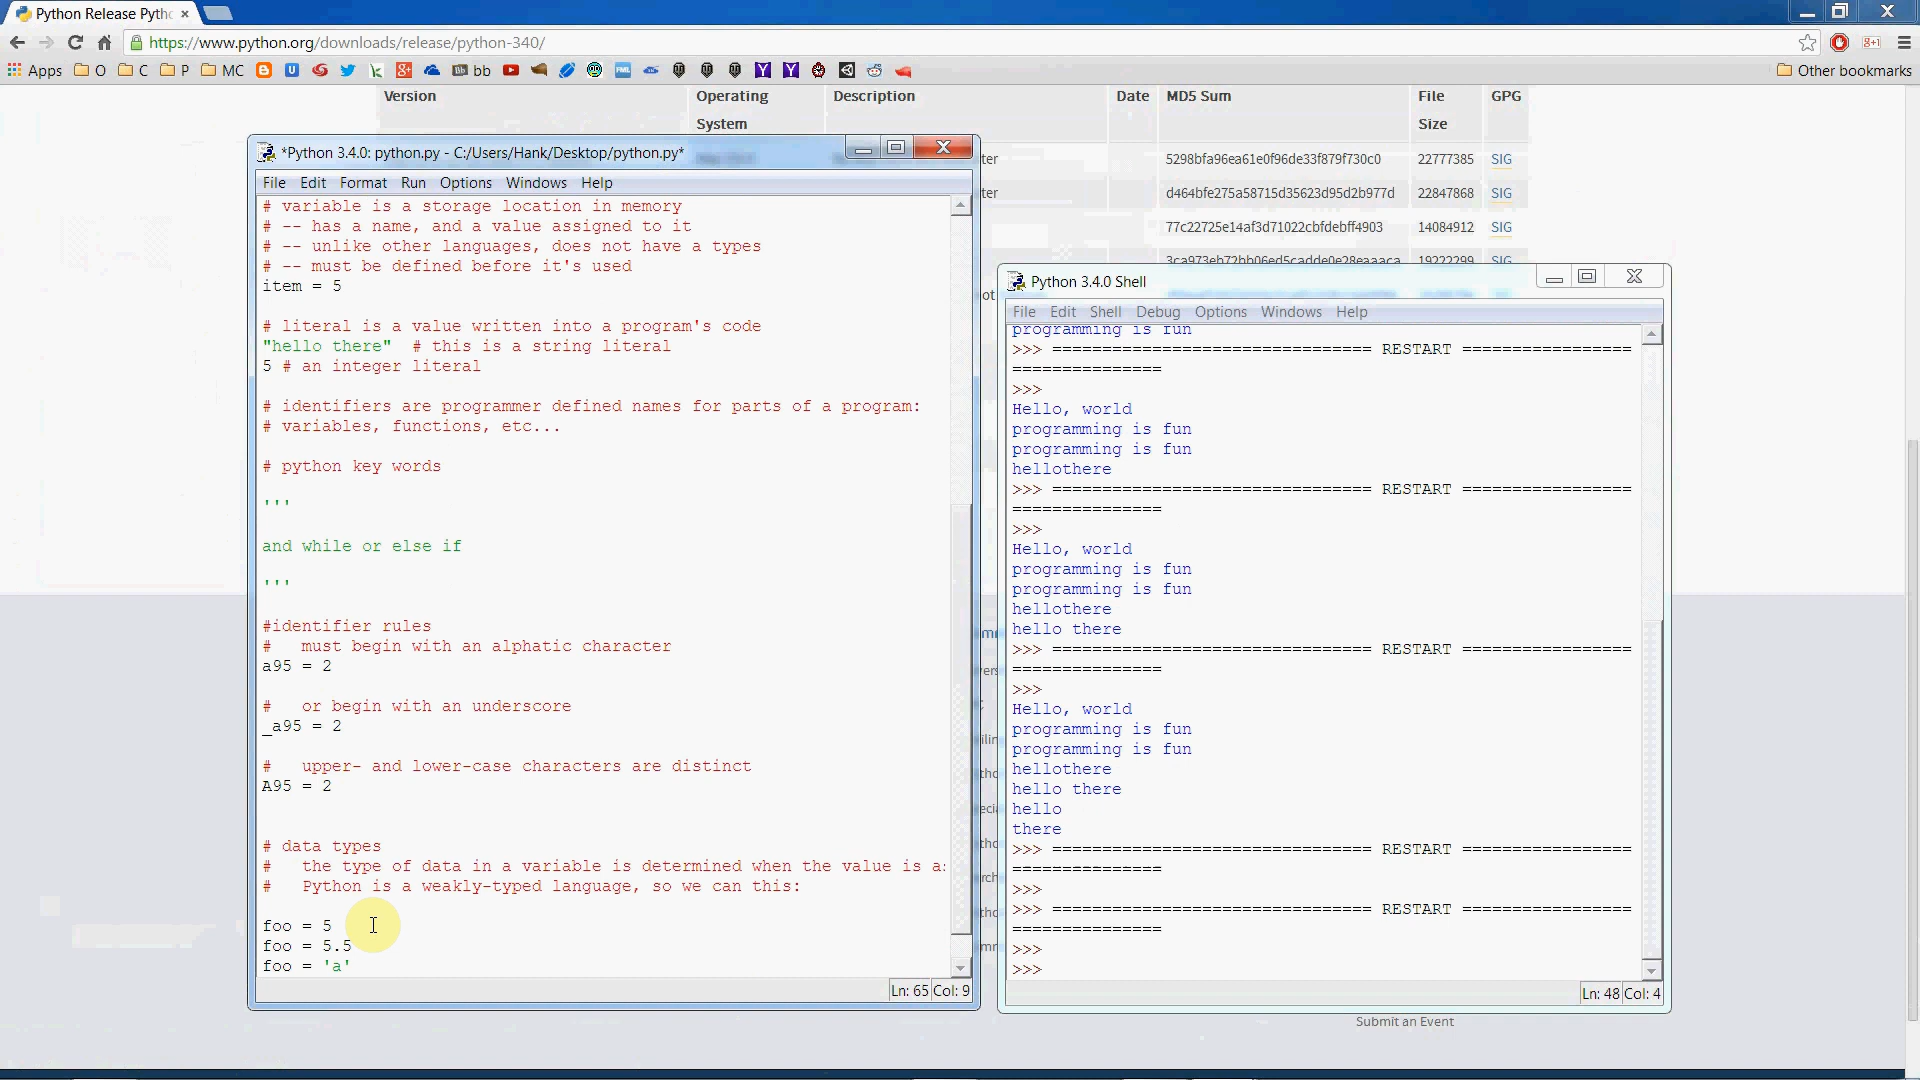 Python Release Pyth
https://www.python.org/downloads/release/python-340/
Apps O C P MC bb Other bookmarks
Version Operating System Description Date MD5 Sum File Size GPG
ter 5298bfa96ea61e0f96de33f879f730c0 22777385 SIG
ter d464bfe275a58715d35623d95d2b977d 22847868 SIG
77c22725e14af3d71022cbfdebff4903 14084912 SIG
3ca973eb72bb06ed5cadde0e28eaaaca 19222299 SIG
*Python 3.4.0: python.py - C:/Users/Hank/Desktop/python.py*
File Edit Format Run Options Windows Help
# variable is a storage location in memory
# -- has a name, and a value assigned to it
# -- unlike other languages, does not have a types
# -- must be defined before it's used
item = 5
# literal is a value written into a program's code
"hello there"  # this is a string literal
5 # an integer literal
# identifiers are programmer defined names for parts of a program:
# variables, functions, etc...
# python key words
'''
and while or else if
'''
#identifier rules
#   must begin with an alphatic character
a95 = 2
#   or begin with an underscore
_a95 = 2
#   upper- and lower-case characters are distinct
A95 = 2
# data types
#   the type of data in a variable is determined when the value is a
#   Python is a weakly-typed language, so we can this:
foo = 5
foo = 5.5
foo = 'a'
Ln: 65 Col: 9
Python 3.4.0 Shell
File Edit Shell Debug Options Windows Help
programming is fun
>>> ================================ RESTART =================
===============
>>>
Hello, world
programming is fun
programming is fun
hellothere
>>> ================================ RESTART =================
===============
>>>
Hello, world
programming is fun
programming is fun
hellothere
hello there
>>> ================================ RESTART =================
===============
>>>
Hello, world
programming is fun
programming is fun
hellothere
hello there
hello
there
>>> ================================ RESTART =================
===============
>>>
>>> ================================ RESTART =================
===============
>>>
>>>
Ln: 48 Col: 4
Submit an Event